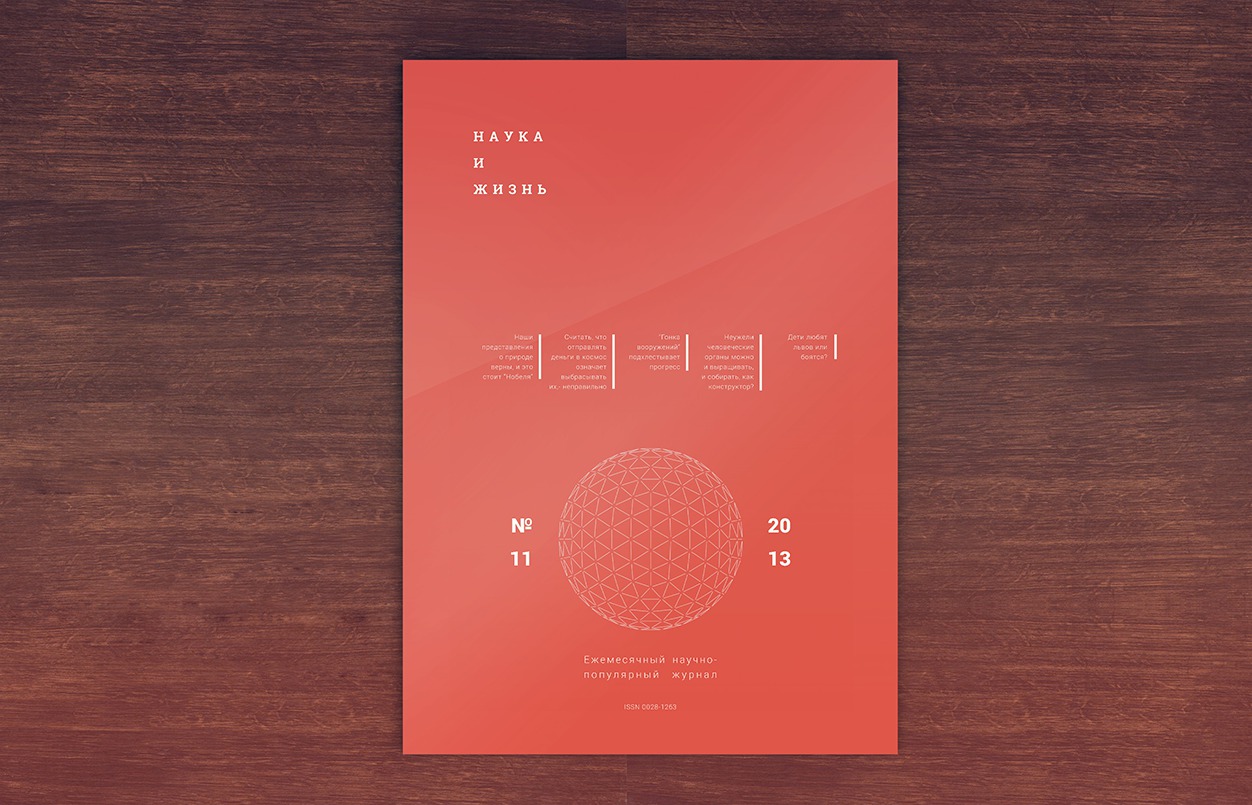 НАУКА
И
ЖИЗНЬ
Наши
представления
о природе
верны, и это
стоит "Нобеля"
Считать, что
отправлять
деньги в космос
означает
выбрасывать
их,- неправильно
"Гонка
вооружений"
подхлестывает
прогресс
Неужели
человеческие
органы можно
и выращивать,
и собирать, как
конструктор?
Дети любят
львов или
боятся?
№
11
20
13
Ежемесячный научно-
популярный журнал
ISSN 0028-1263